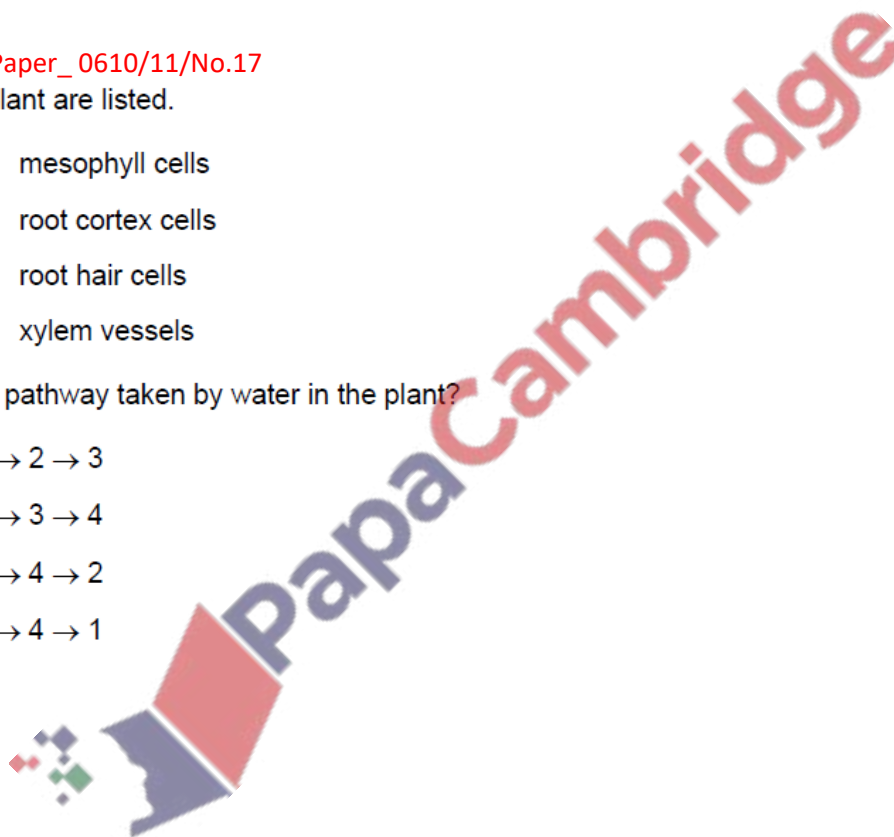 Paper_ 0610/11/No.17
lant are listed.
mesophyll cells
root cortex cells
root hair cells
xylem vessels
pathway taken by water in the plant?
→ 2 → 3
→ 3 → 4
→ 4 → 2
→ 4 → 1
PapaCambridge